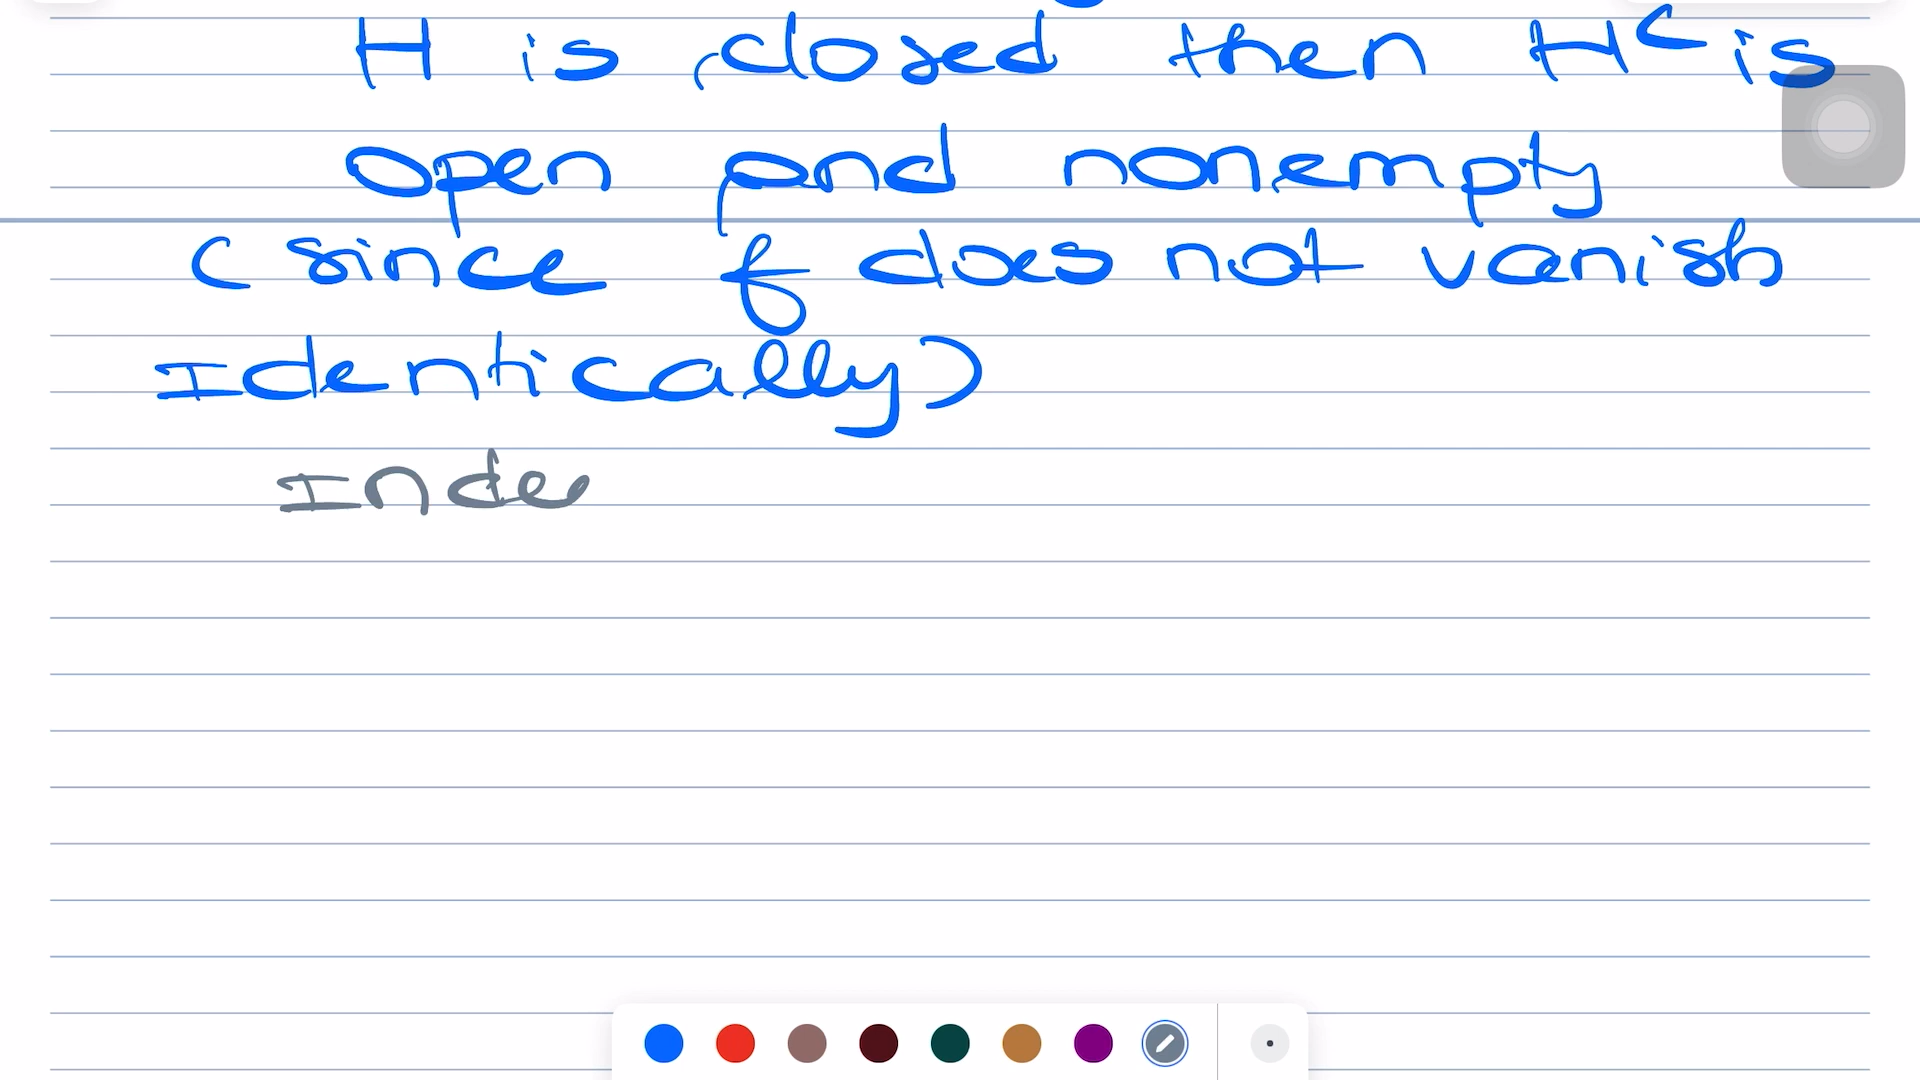 H is closed then H^c is
open and nonempty
(since f does not vanish
Identically)
Inde